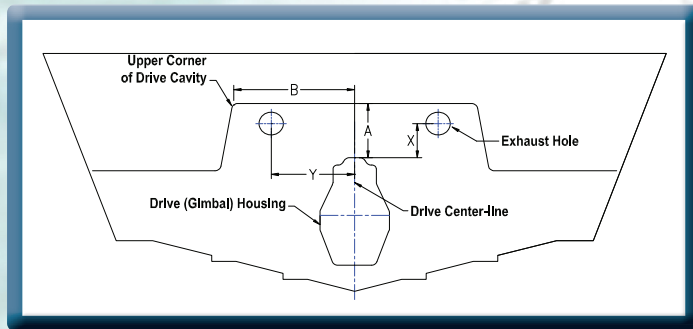 Upper Corner
of Drive Cavity
B
A
X
Exhaust Hole
Y
Drive (Gimbal) Housing
Drive Center-line